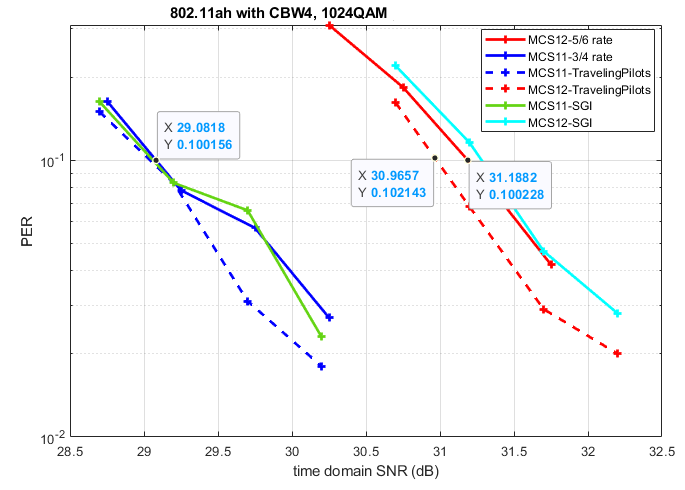 802.11ah with CBW4, 1024QAM
MCS12-5/6 rate
MCS11-3/4 rate
MCS11-TravelingPilots
MCS12-TravelingPilots
MCS11-SGI
MCS12-SGI
X 29.0818
Y 0.100156
X 30.9657
Y 0.102143
X 31.1882
Y 0.100228
10-1
10-2
PER
28.5 29 29.5 30 30.5 31 31.5 32 32.5
time domain SNR (dB)